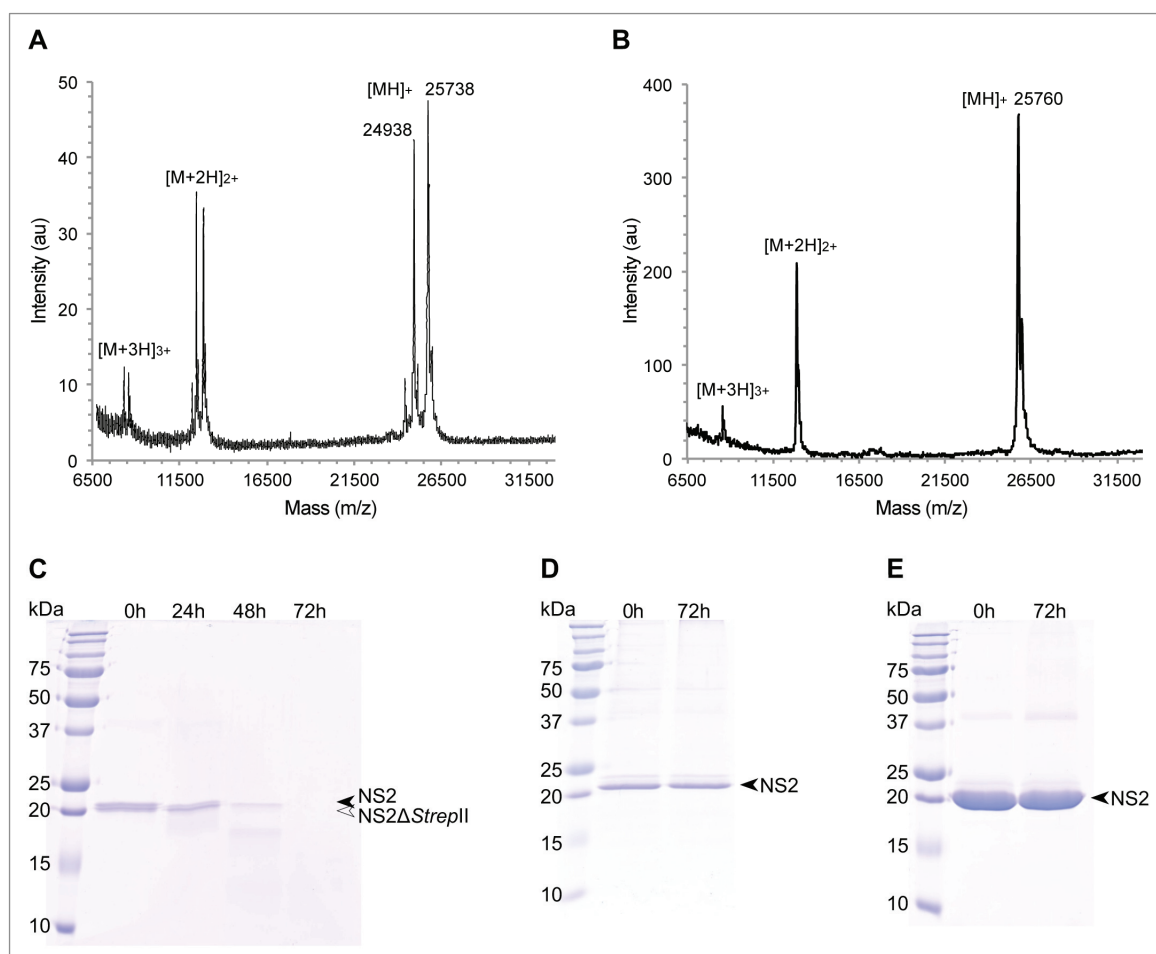 A
50
40
30
20
10
0
Intensity (au)
[MH]+ 25738
24938
[M+2H]2+
[M+3H]3+
6500 11500 16500 21500 26500 31500
Mass (m/z)
B
400
300
200
100
0
Intensity (au)
[MH]+ 25760
[M+2H]2+
[M+3H]3+
6500 11500 16500 21500 26500 31500
Mass (m/z)
C
kDa 0h 24h 48h 72h
75
50
37
25
20
15
10
NS2
NS2ΔStrepII
D
kDa 0h 72h
75
50
37
25
20
15
10
NS2
E
kDa 0h 72h
75
50
37
25
20
15
10
NS2